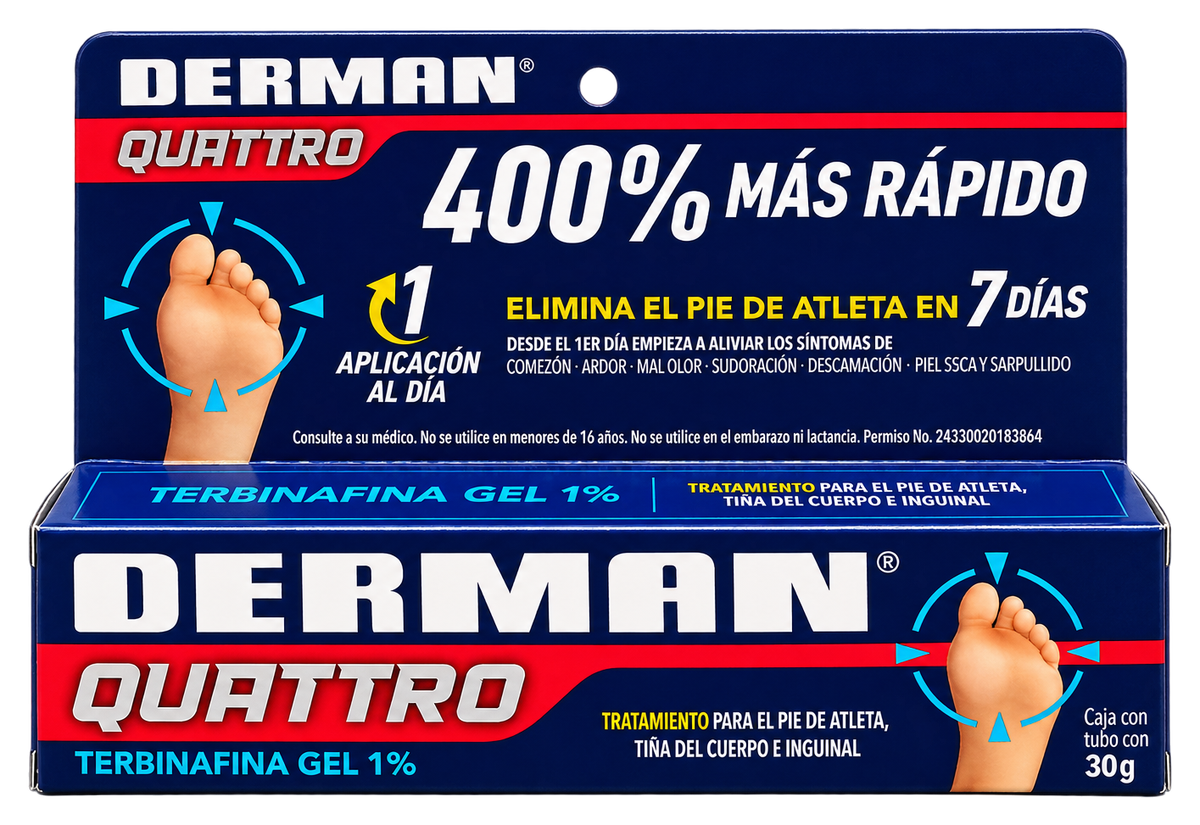 DERMAN®
QUATTRO
400% MÁS RÁPIDO
1
APLICACIÓN
AL DÍA
ELIMINA EL PIE DE ATLETA EN 7 DÍAS
DESDE EL 1ER DÍA EMPIEZA A ALIVIAR LOS SÍNTOMAS DE
COMEZÓN · ARDOR · MAL OLOR · SUDORACIÓN · DESCAMACIÓN · PIEL SSCA Y SARPULLIDO
Consulte a su médico. No se utilice en menores de 16 años. No se utilice en el embarazo ni lactancia. Permiso No. 24330020183864
TERBINAFINA GEL 1%
TRATAMIENTO PARA EL PIE DE ATLETA,
TIÑA DEL CUERPO E INGUINAL
DERMAN®
QUATTRO
TERBINAFINA GEL 1%
TRATAMIENTO PARA EL PIE DE ATLETA,
TIÑA DEL CUERPO E INGUINAL
Caja con
tubo con
30g